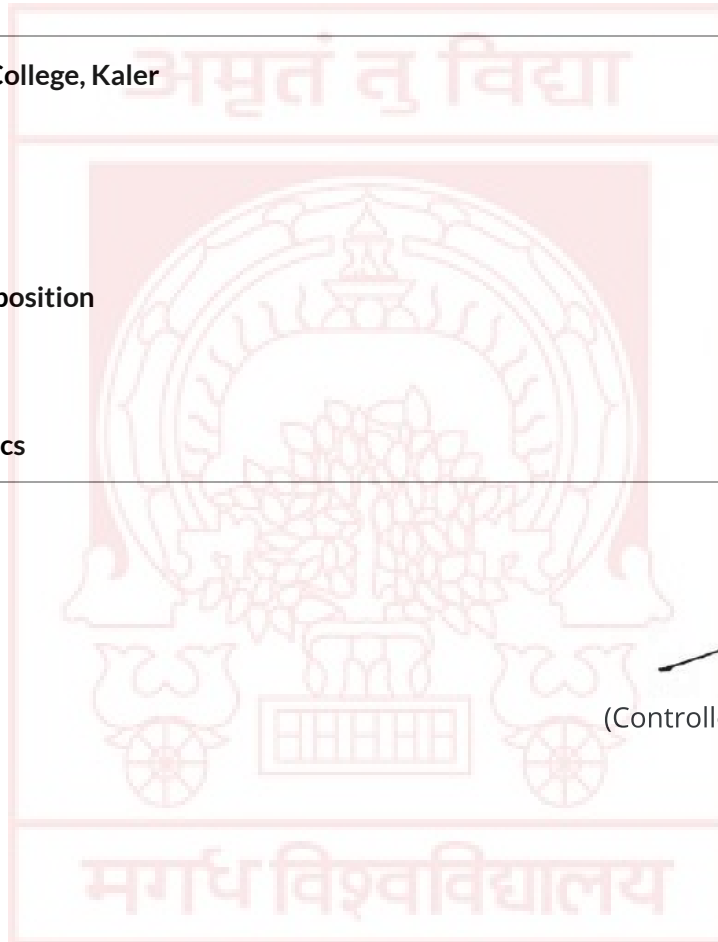 अमृतं तु विद्या
College, Kaler
position
cs
(Controll
मगध विश्वविद्यालय